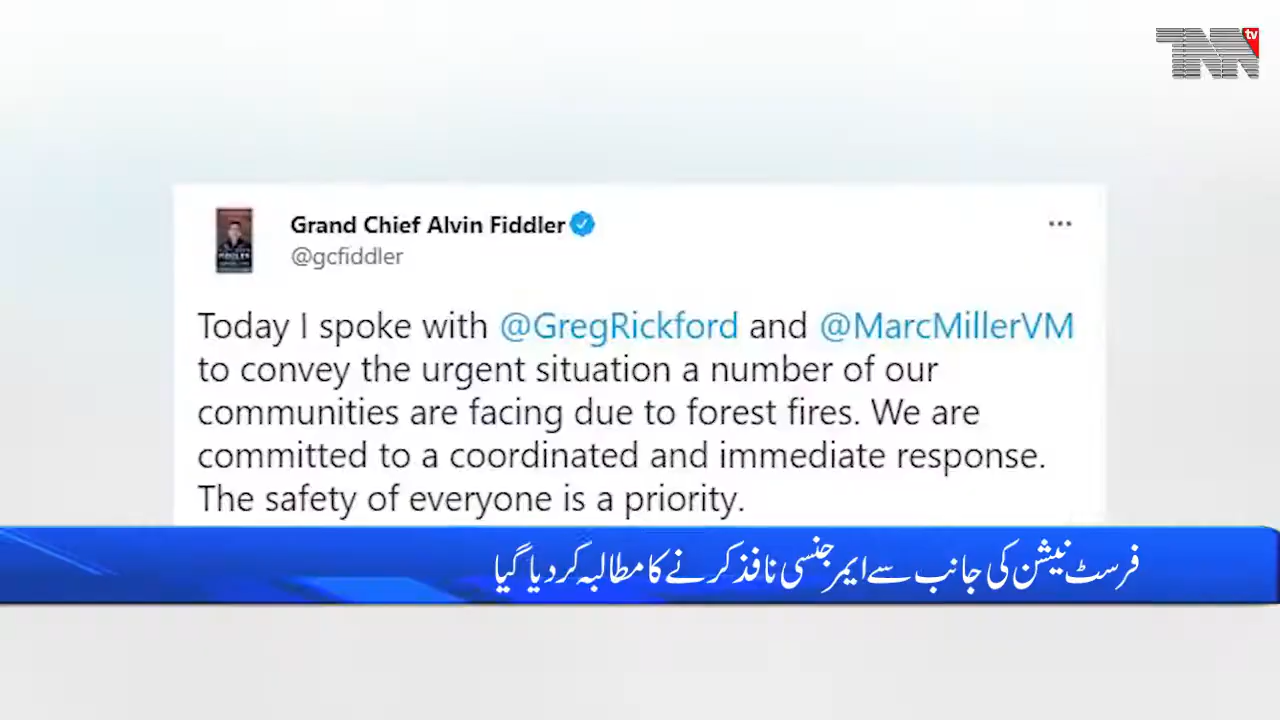 TNN tv
Grand Chief Alvin Fiddler
@gcfiddler
Today I spoke with @GregRickford and @MarcMillerVM
to convey the urgent situation a number of our
communities are facing due to forest fires. We are
committed to a coordinated and immediate response.
The safety of everyone is a priority.
فرسٹ نیشن کی جانب سے ایمرجنسی نافذ کرنے کا مطالبہ کر دیا گیا